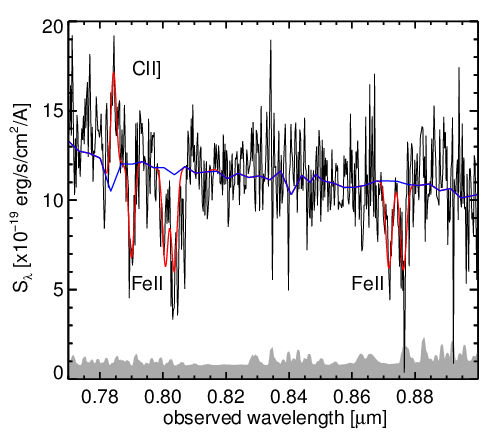 20
15
10
5
0
S_λ [x10^-19 erg/s/cm^2/A]
CII]
FeII
FeII
0.78 0.80 0.82 0.84 0.86 0.88
observed wavelength [μm]